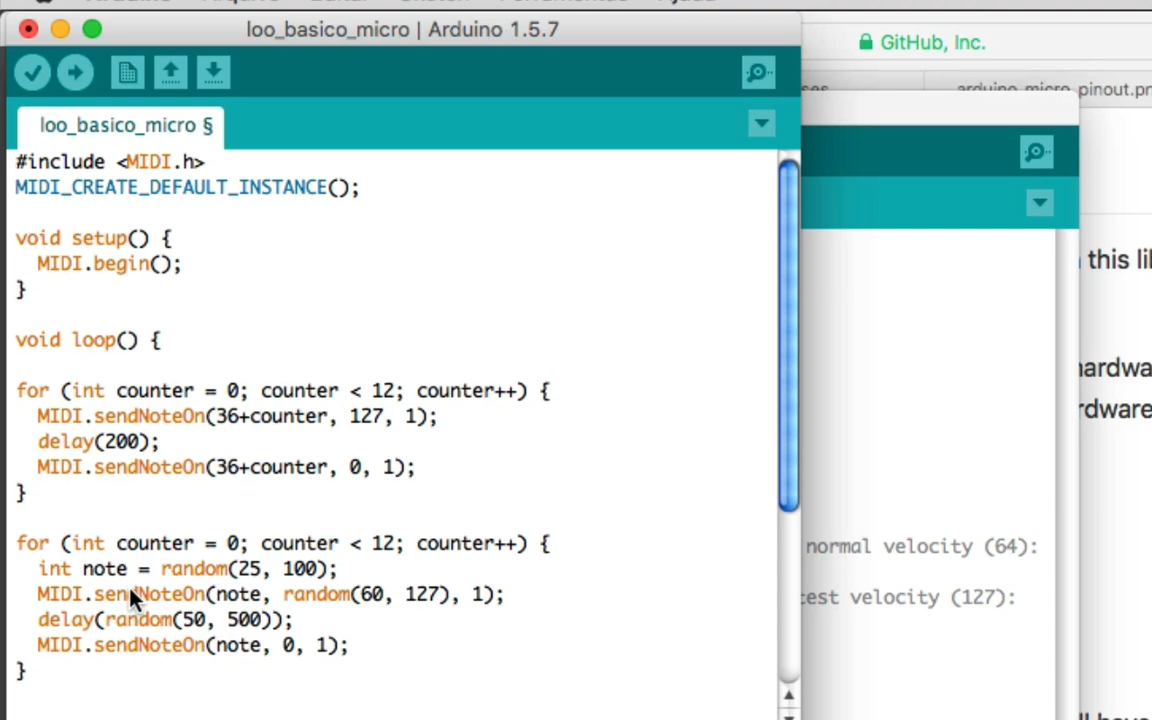 loo_basico_micro | Arduino 1.5.7
GitHub, Inc.
arduino_micro_pinout.pn
loo_basico_micro §
#include <MIDI.h>
MIDI_CREATE_DEFAULT_INSTANCE();
void setup() {
MIDI.begin();
}
void loop() {
for (int counter = 0; counter < 12; counter++) {
MIDI.sendNoteOn(36+counter, 127, 1);
delay(200);
MIDI.sendNoteOn(36+counter, 0, 1);
}
for (int counter = 0; counter < 12; counter++) {
int note = random(25, 100);
MIDI.sendNoteOn(note, random(60, 127), 1);
delay(random(50, 500));
MIDI.sendNoteOn(note, 0, 1);
}
normal velocity (64):
est velocity (127):
this li
hardwa
rdware